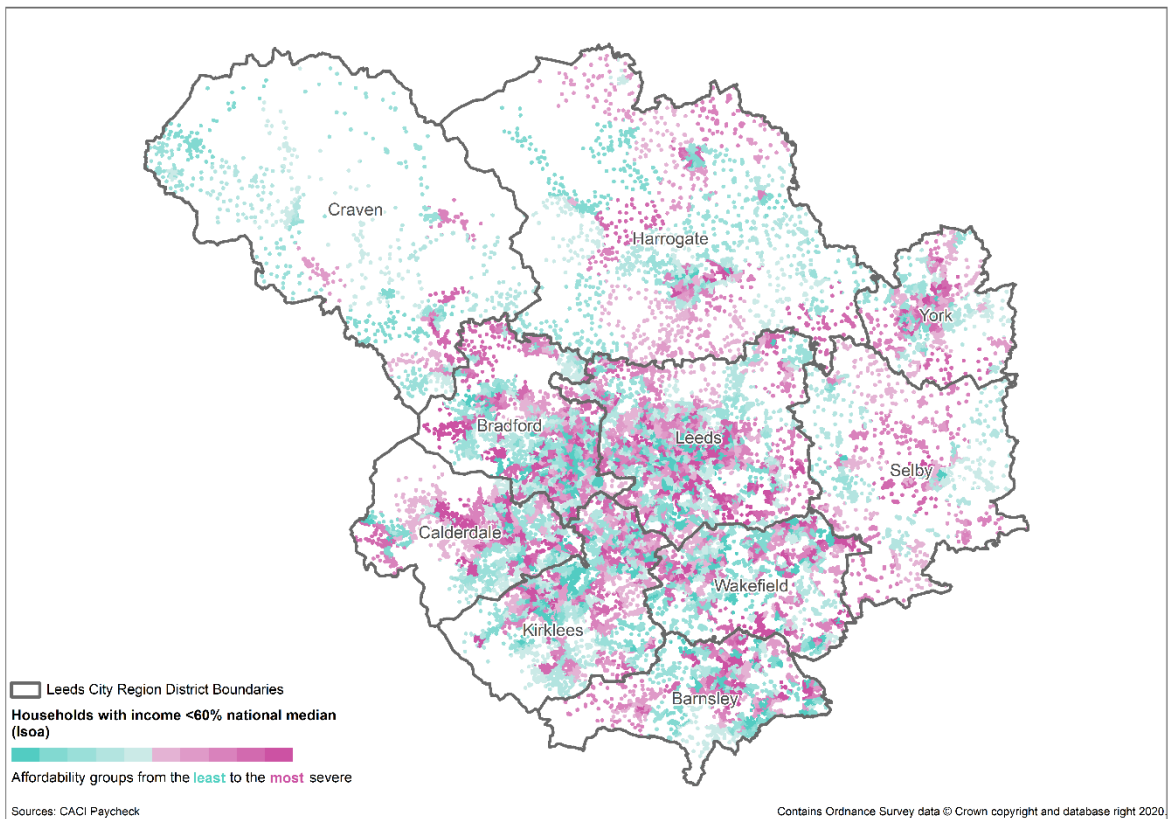 Craven
Harrogate
York
Bradford
Leeds
Selby
Calderdale
Wakefield
Kirklees
Barnsley
Leeds City Region District Boundaries
Households with income <60% national median
(lsoa)
Affordability groups from the least to the most severe
Sources: CACI Paycheck
Contains Ordnance Survey data © Crown copyright and database right 2020